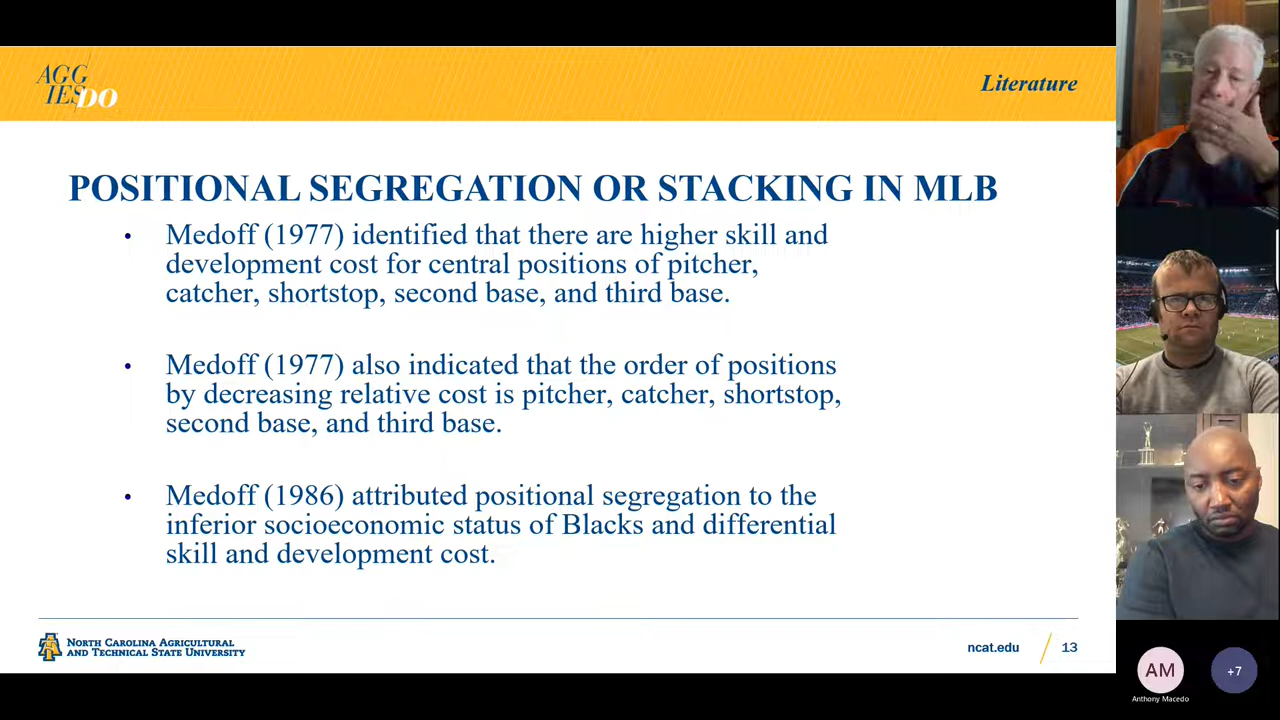 AGG
IES DO
Literature
POSITIONAL SEGREGATION OR STACKING IN MLB
• Medoff (1977) identified that there are higher skill and
development cost for central positions of pitcher,
catcher, shortstop, second base, and third base.
• Medoff (1977) also indicated that the order of positions
by decreasing relative cost is pitcher, catcher, shortstop,
second base, and third base.
• Medoff (1986) attributed positional segregation to the
inferior socioeconomic status of Blacks and differential
skill and development cost.
NORTH CAROLINA AGRICULTURAL
AND TECHNICAL STATE UNIVERSITY
ncat.edu
13
AM
+7
Anthony Macedo